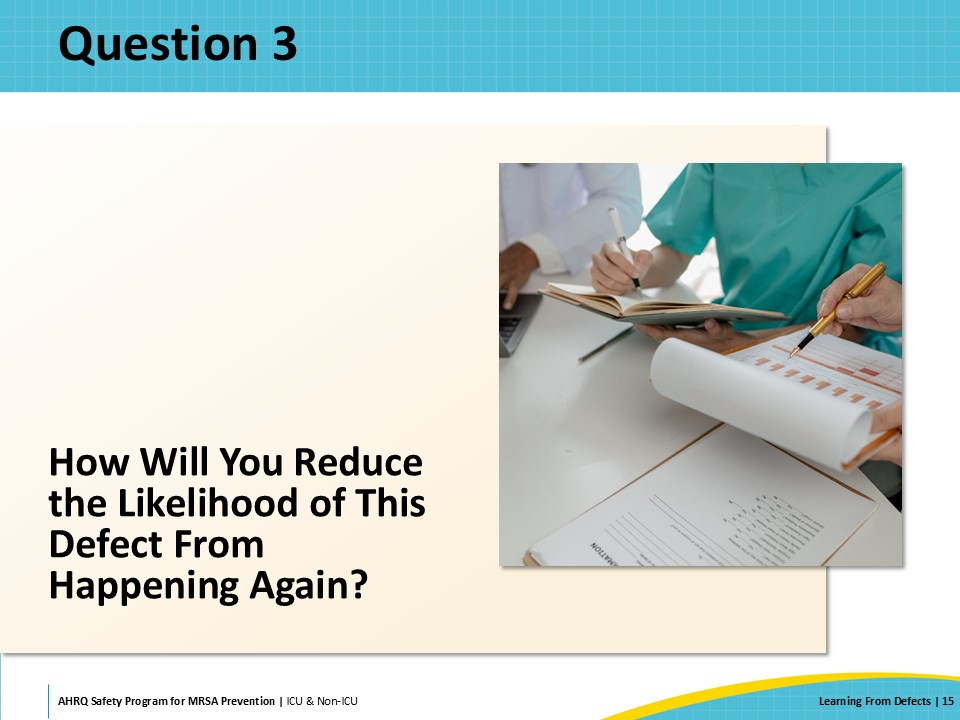 Question 3
How Will You Reduce
the Likelihood of This
Defect From
Happening Again?
AHRQ Safety Program for MRSA Prevention | ICU & Non-ICU
Learning From Defects | 15